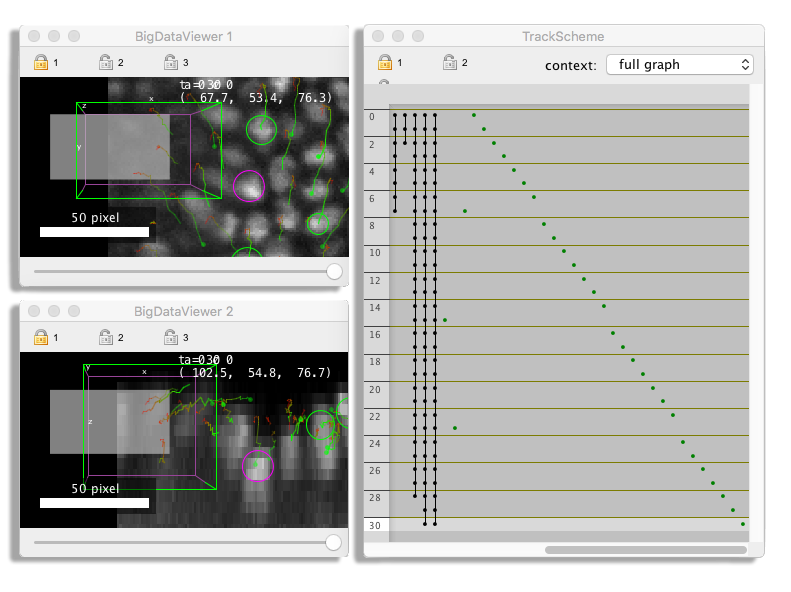 BigDataViewer 1
1 2 3
ta=030 0
( 67.7, 53.4, 76.3)
x
z
y
50 pixel
BigDataViewer 2
1 2 3
ta=030 0
( 102.5, 54.8, 76.7)
y
x
z
50 pixel
TrackScheme
1 2
context: full graph
0
2
4
6
8
10
12
14
16
18
20
22
24
26
28
30